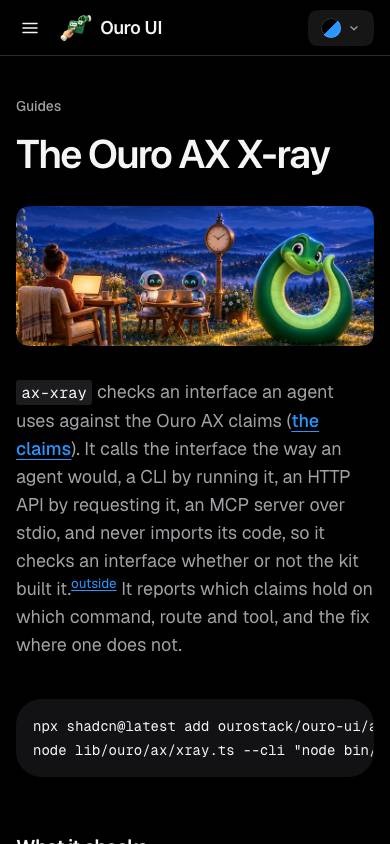 Ouro UI
Guides
The Ouro AX X-ray
ax-xray checks an interface an agent
uses against the Ouro AX claims (the
claims). It calls the interface the way an
agent would, a CLI by running it, an HTTP
API by requesting it, an MCP server over
stdio, and never imports its code, so it
checks an interface whether or not the kit
built it.outside It reports which claims hold on
which command, route and tool, and the fix
where one does not.
npx shadcn@latest add ourostack/ouro-ui/a
node lib/ouro/ax/xray.ts --cli "node bin/
What it checks